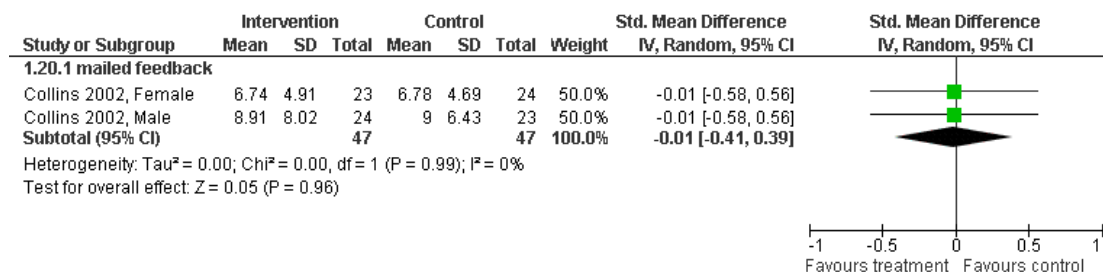 Intervention Control Std. Mean Difference Std. Mean Difference
Study or Subgroup Mean SD Total Mean SD Total Weight IV, Random, 95% CI IV, Random, 95% CI
1.20.1 mailed feedback
Collins 2002, Female 6.74 4.91 23 6.78 4.69 24 50.0% -0.01 [-0.58, 0.56]
Collins 2002, Male 8.91 8.02 24 9 6.43 23 50.0% -0.01 [-0.58, 0.56]
Subtotal (95% CI) 47 47 100.0% -0.01 [-0.41, 0.39]
Heterogeneity: Tau² = 0.00; Chi² = 0.00, df = 1 (P = 0.99); I² = 0%
Test for overall effect: Z = 0.05 (P = 0.96)
-1 -0.5 0 0.5 1
Favours treatment Favours control